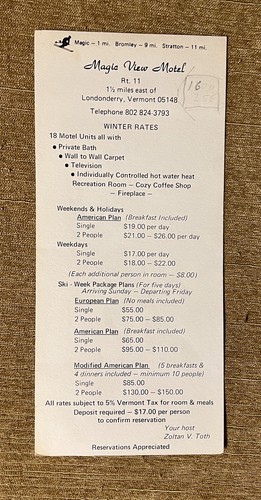 Magic – 1 mi. Bromley – 9 mi. Stratton – 11 mi.
Magic View Motel
Rt. 11
1½ miles east of
Londonderry, Vermont 05148
Telephone 802 824-3793
18
WINTER RATES
18 Motel Units all with
• Private Bath
• Wall to Wall Carpet
• Television
• Individually Controlled hot water heat
Recreation Room – Cozy Coffee Shop
– Fireplace –
Weekends & Holidays
American Plan (Breakfast Included)
Single $19.00 per day
2 People $21.00 – $26.00 per day
Weekdays
Single $17.00 per day
2 People $18.00 – $22.00
(Each additional person in room – $8.00)
Ski - Week Package Plans (For five days)
Arriving Sunday – Departing Friday
European Plan (No meals included)
Single $55.00
2 People $75.00 – $85.00
American Plan (Breakfast included)
Single $65.00
2 People $95.00 – $110.00
Modified American Plan (5 breakfasts &
4 dinners included – minimum 10 people)
Single $85.00
2 People $130.00 – $150.00
All rates subject to 5% Vermont Tax for room & meals
Deposit required – $17.00 per person
to confirm reservation
Your host
Zoltan V. Toth
Reservations Appreciated